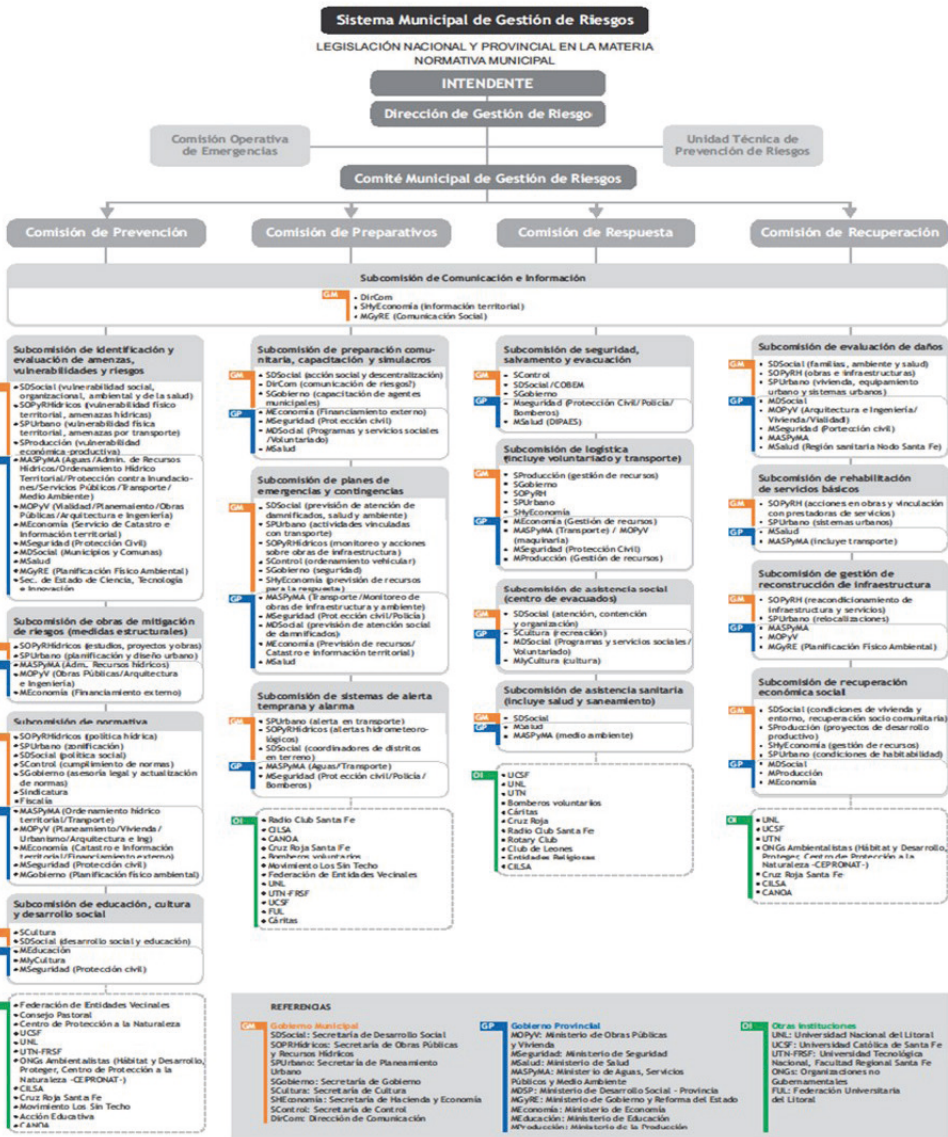 Sistema Municipal de Gestión de Riesgos
LEGISLACIÓN NACIONAL Y PROVINCIAL EN LA MATERIA
NORMATIVA MUNICIPAL
INTENDENTE
Dirección de Gestión de Riesgo
Comisión Operativa
de Emergencias
Unidad Técnica de
Prevención de Riesgos
Comité Municipal de Gestión de Riesgos
Comisión de Prevención
Comisión de Preparativos
Comisión de Respuesta
Comisión de Recuperación
Subcomisión de Comunicación e Información
GM
• DirCom
• SHyEconomía (información territorial)
• MGyRE (Comunicación Social)
Subcomisión de identificación y
evaluación de amenzas,
vulnerabilidades y riesgos
• SDSocial (vulnerabilidad social,
organizacional, ambiental y de la salud)
• SOPyRHídricos (vulnerabilidad físico
territorial, amenazas hídricas)
• SPUrbano (vulnerabilidad física
territorial, amenazas por transporte)
• SProducción (vulnerabilidad
económica-productiva)
• MASPyMA (Aguas/Admin. de Recursos
Hídricos/Ordenamiento Hídrico
Territorial/Protección contra Inundacio-
nes/Servicios Públicos/Transporte/
Medio Ambiente)
• MOPyV (Vialidad/Planemaiento/Obras
Públicas/Arquitectura e Ingeniería)
• MEconomía (Servicio de Catastro e
Información territorial)
• MSeguridad (Protección Civil)
• MDSocial (Municipios y Comunas)
• MSalud
• MGyRE (Planificación Físico Ambiental)
• Sec. de Estado de Ciencia, Tecnología
e Innovación
Subcomisión de obras de mitigación
de riesgos (medidas estructurales)
• SOPyRHídricos (estudios, proyectos y obras)
• SPUrbano (planificación y diseño urbano)
• MASPyMA (Adm. Recursos hídricos)
• MOPyV (Obras Públicas/Arquitectura
e Ingeniería)
• MEconomía (Financiamiento externo)
Subcomisión de normativa
• SOPyRHídricos (política hídrica)
• SPUrbano (zonificación)
• SDSocial (política social)
• SControl (cumplimiento de normas)
• SGobierno (asesoría legal y actualización
de normas)
• Sindicatura
• Fiscalía
• MASPyMA (Ordenamiento hídrico
territorial/Tranporte)
• MOPyV (Planeamiento/Vivienda/
Urbanismo/Arquitectura e Ing)
• MEconomía (Catastro e Información
territorial/Financiamiento externo)
• MSeguridad (Protección civil)
• MGobierno (Planificación físico ambiental)
Subcomisión de educación, cultura
y desarrollo social
• SCultura
• SDSocial (desarrollo social y educación)
• MEducación
• MIyCultura
• MSeguridad (Protección civil)
• Federación de Entidades Vecinales
• Consejo Pastoral
• Centro de Protección a la Naturaleza
• UCSF
• UNL
• UTN-FRSF
• ONGs Ambientalistas (Hábitat y Desarrollo,
Proteger, Centro de Protección a la
Naturaleza -CEPRONAT-)
• CILSA
• Cruz Roja Santa Fe
• Movimiento Los Sin Techo
• Acción Educativa
• CANOA
Subcomisión de preparación comu-
nitaria, capacitación y simulacros
GM
• SDSocial (acción social y descentralización)
• DirCom (comunicación de riesgos?)
• SGobierno (capacitación de agentes
municipales)
GP
• MEconomía (Financiamiento externo)
• MSeguridad (Protección civil)
• MDSocial (Programas y servicios sociales
/Voluntariado)
• MSalud
Subcomisión de planes de
emergencias y contingencias
GM
• SDSocial (previsión de atención de
damnificados, salud y ambiente)
• SPUrbano (actividades vinculadas
con transporte)
• SOPyRHídricos (monitoreo y acciones
sobre obras de infraestructura)
• SControl (ordenamiento vehicular)
• SGobierno (seguridad)
• SHyEconomía (previsión de recursos
para la respuesta)
GP
• MASPyMA (Transporte/Monitoreo de
obras de infraestructura y ambiente)
• MSeguridad (Protección civil/Policía)
• MDSocial (previsión de atención social
de damnificados)
• MEconomía (Previsión de recursos/
Catastro e información territorial)
• MSalud
Subcomisión de sistemas de alerta
temprana y alarma
GM
• SPUrbano (alerta en transporte)
• SOPyRHídricos (alertas hidrometeoro-
lógicos)
• SDSocial (coordinadores de distritos
en terreno)
GP
• MASPyMA (Aguas/Transporte)
• MSeguridad (Protección civil/Policía/
Bomberos)
OI
• Radio Club Santa Fe
• CILSA
• CANOA
• Cruz Roja Santa Fe
• Bomberos voluntarios
• Movimiento Los Sin Techo
• Federación de Entidades Vecinales
• UNL
• UTN-FRSF
• UCSF
• FUL
• Cáritas
Subcomisión de seguridad,
salvamento y evacuación
GM
• SControl
• SDSocial/COBEM
• SGobierno
GP
• Mseguridad (Protección Civil/Policía/
Bomberos)
• MSalud (DIPAES)
Subcomisión de logística
(incluye voluntariado y transporte)
GM
• SProducción (gestión de recursos)
• SGobierno
• SOPyRH
• SPUrbano
• SHyEconomía
GP
• MEconomía (Gestión de recursos)
• MASPyMA (Transporte) / MOPyV
(maquinaria)
• MSeguridad (Protección Civil)
• MProducción (Gestión de recursos)
Subcomisión de asistencia social
(centro de evacuados)
GM
• SDSocial (atención, contención
y organización)
GP
• SCultura (recreación)
• MDSocial (Programas y servicios sociales/
Voluntariado)
• MIyCultura (cultura)
Subcomisión de asistencia sanitaria
(incluye salud y saneamiento)
GM
• SDSocial
GP
• MSalud
• MASPyMA (medio ambiente)
OI
• UCSF
• UNL
• UTN
• Bomberos voluntarios
• Cáritas
• Cruz Roja
• Radio Club Santa Fe
• Rotary Club
• Club de Leones
• Entidades Religiosas
• CILSA
Subcomisión de evaluación de daños
GM
• SDSocial (familias, ambiente y salud)
• SOPyRH (obras e infraestructuras)
• SPUrbano (vivienda, equipamiento
urbano y sistemas urbanos)
GP
• MDSocial
• MOPyV (Arquitectura e Ingeniería/
Vivienda/Vialidad)
• MSeguridad (Portección civil)
• MASPyMA
• MSalud (Región sanitaria Nodo Santa Fe)
Subcomisión de rehabilitación
de servicios básicos
GM
• SOPyRH (acciones en obras y vinculación
con prestadoras de servicios)
• SPUrbano (sistemas urbanos)
GP
• MSalud
• MASPyMA (incluye transporte)
Subcomisión de gestión de
reconstrucción de infraestructura
GM
• SOPyRH (reacondicionamiento de
infraestructura y servicios)
• SPUrbano (relocalizaciones)
GP
• MASPyMA
• MOPyV
• MGyRE (Planificación Físico Ambiental)
Subcomisión de recuperación
económica social
GM
• SDSocial (condiciones de vivienda y
entorno, recuperación socio comunitaria)
• SProducción (proyectos de desarrollo
productivo)
• SHyEconomía (gestión de recursos)
• SPUrbano (condiciones de habitabilidad)
GP
• MDSocial
• MProducción
• MEconomía
OI
• UNL
• UCSF
• UTN
• ONGs Ambientalistas (Hábitat y Desarrollo,
Proteger, Centro de Protección a la
Naturaleza -CEPRONAT-)
• Cruz Roja Santa Fe
• CILSA
• CANOA
REFERENCIAS
GM Gobierno Municipal
SDSocial: Secretaría de Desarrollo Social
SOPRHídricos: Secretaría de Obras Públicas
y Recursos Hídricos
SPUrbano: Secretaría de Planeamiento
Urbano
SGobierno: Secretaría de Gobierno
SCultura: Secretaría de Cultura
SHEconomía: Secretaría de Hacienda y Economía
SControl: Secretaría de Control
DirCom: Dirección de Comunicación
GP Gobierno Provincial
MOPyV: Ministerio de Obras Públicas
y Vivienda
MSeguridad: Ministerio de Seguridad
MSalud: Ministerio de Salud
MASPyMA: Ministerio de Aguas, Servicios
Públicos y Medio Ambiente
MDSP: Ministerio de Desarrollo Social - Provincia
MGyRE: Ministerio de Gobierno y Reforma del Estado
MEconomía: Ministerio de Economía
MEducación: Ministerio de Educación
MProducción: Ministerio de la Producción
OI Otras instituciones
UNL: Universidad Nacional del Litoral
UCSF: Universidad Católica de Santa Fe
UTN-FRSF: Universidad Tecnológica
Nacional, Facultad Regional Santa Fe
ONGs: Organizaciones no
Gubernamentales
FUL: Federación Universitaria
del Litoral